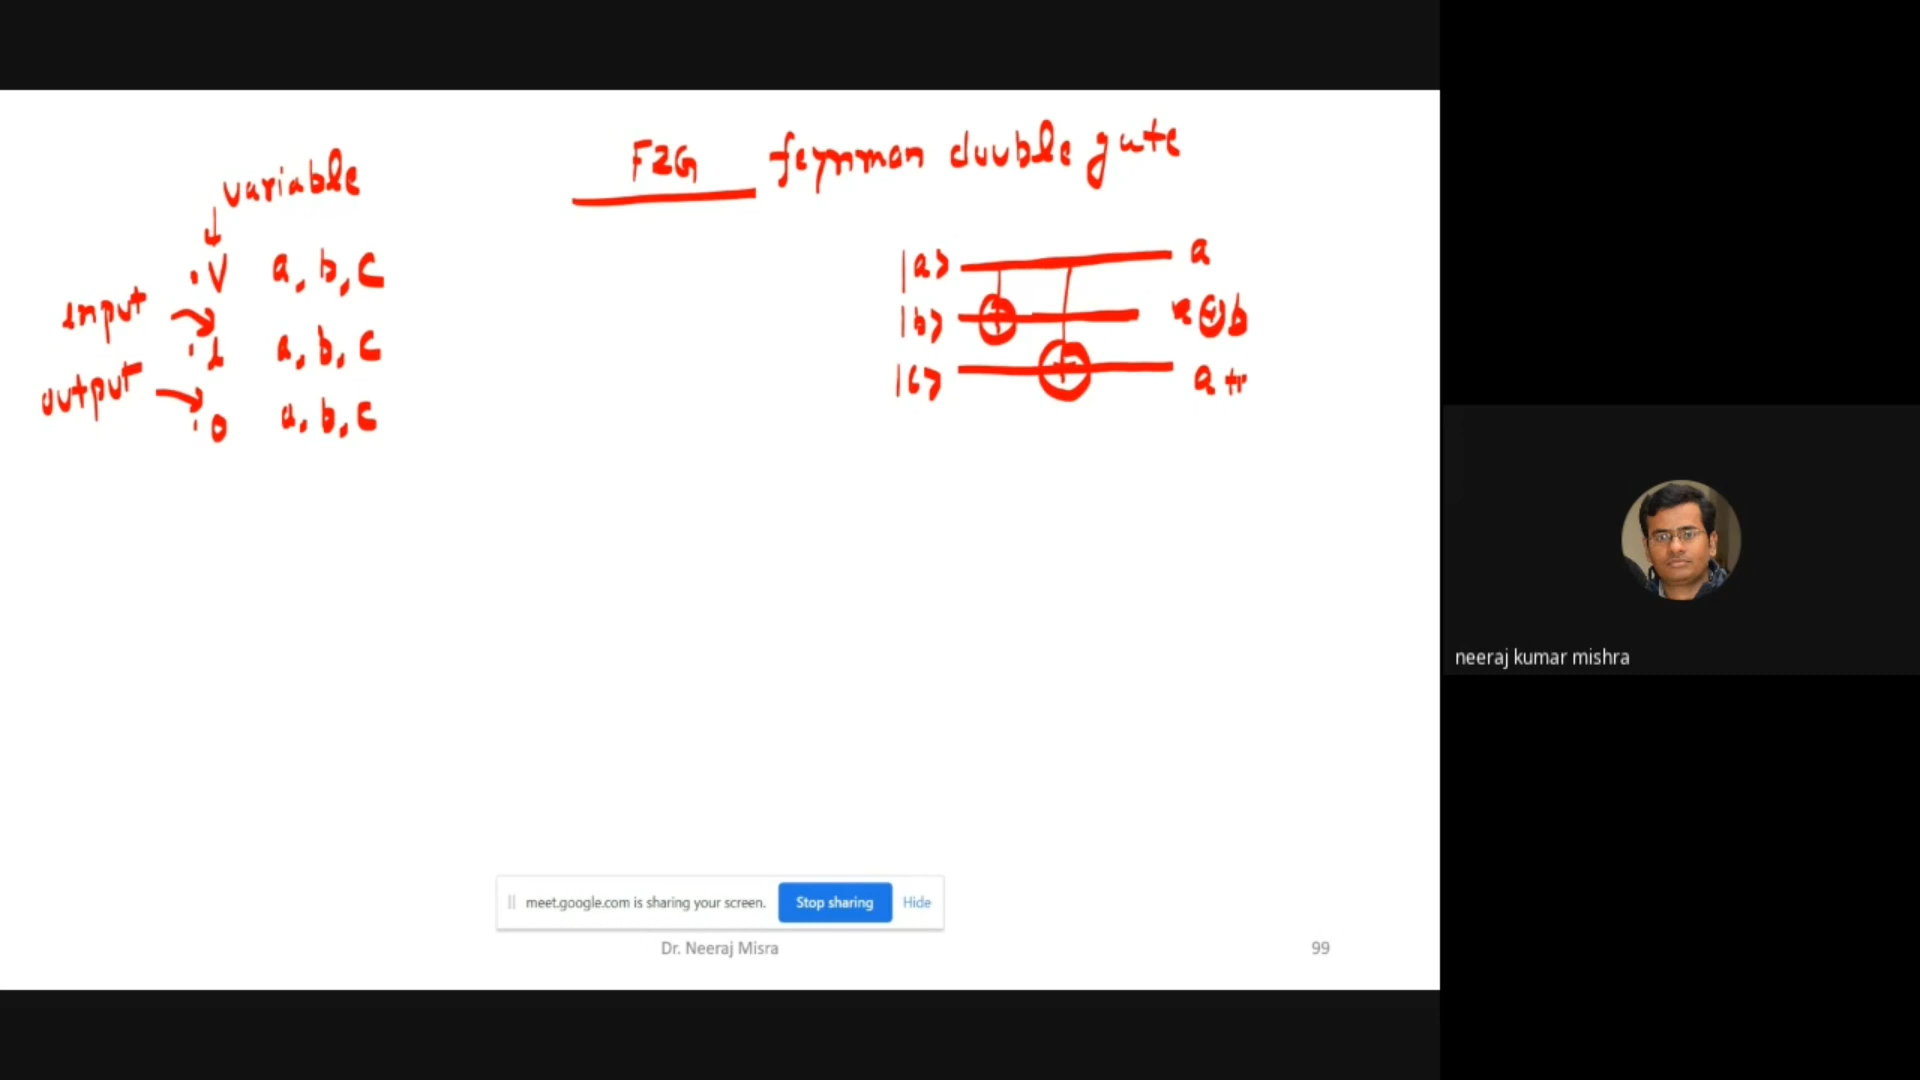 F2G feynman double gate
variable
.V a, b, c
input
.i a, b, c
output
.o a, b, c
|a> a
|b> a ⊕ b
|c> a
meet.google.com is sharing your screen. Stop sharing Hide
Dr. Neeraj Misra 99
neeraj kumar mishra